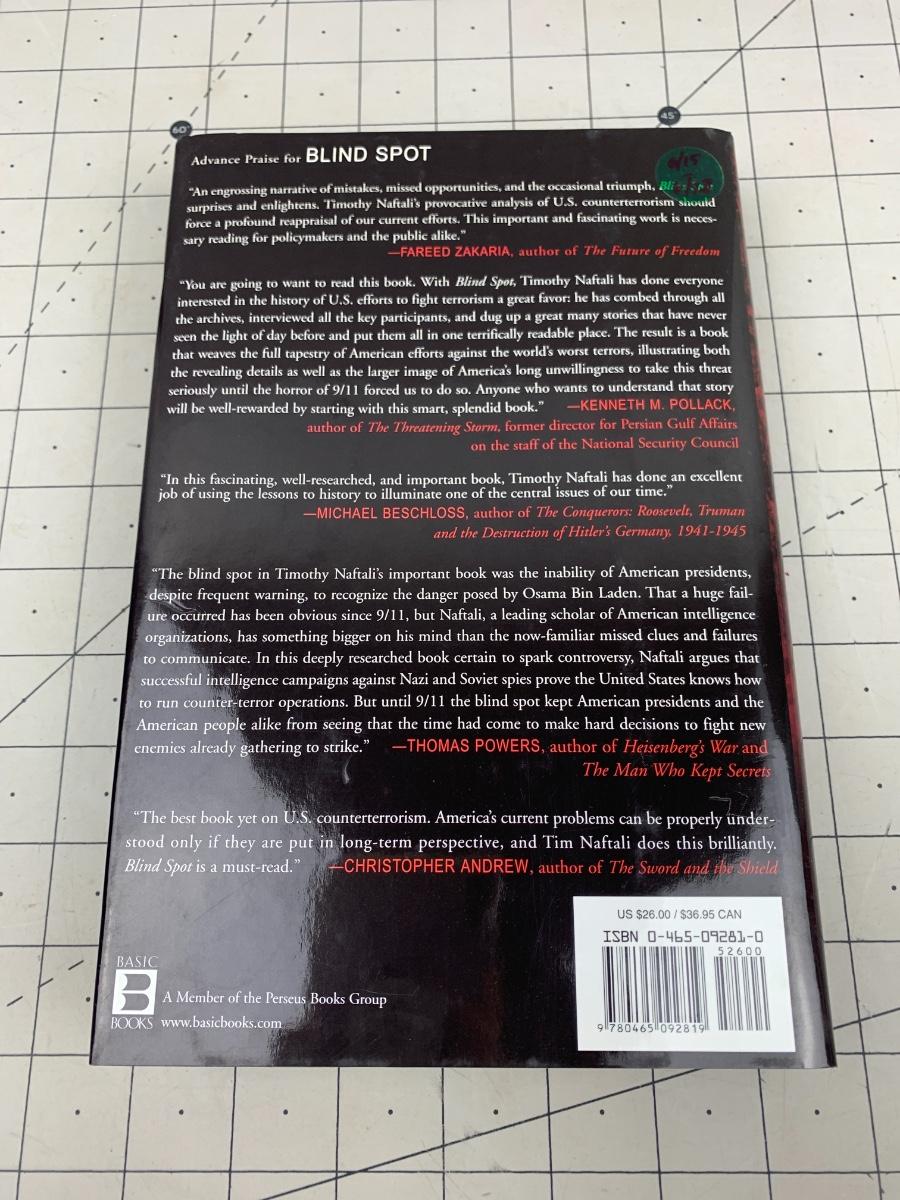 60°
45°
Advance Praise for BLIND SPOT
“An engrossing narrative of mistakes, missed opportunities, and the occasional triumph,
surprises and enlightens. Timothy Naftali's provocative analysis of U.S. counterterrorism should
force a profound reappraisal of our current efforts. This important and fascinating work is neces-
sary reading for policymakers and the public alike.”
—FAREED ZAKARIA, author of The Future of Freedom
“You are going to want to read this book. With Blind Spot, Timothy Naftali has done everyone
interested in the history of U.S. efforts to fight terrorism a great favor: he has combed through all
the archives, interviewed all the key participants, and dug up a great many stories that have never
seen the light of day before and put them all in one terrifically readable place. The result is a book
that weaves the full tapestry of American efforts against the world's worst terrors, illustrating both
the revealing details as well as the larger image of America's long unwillingness to take this threat
seriously until the horror of 9/11 forced us to do so. Anyone who wants to understand that story
will be well-rewarded by starting with this smart, splendid book.” —KENNETH M. POLLACK,
author of The Threatening Storm, former director for Persian Gulf Affairs
on the staff of the National Security Council
“In this fascinating, well-researched, and important book, Timothy Naftali has done an excellent
job of using the lessons to history to illuminate one of the central issues of our time.”
—MICHAEL BESCHLOSS, author of The Conquerors: Roosevelt, Truman
and the Destruction of Hitler's Germany, 1941-1945
“The blind spot in Timothy Naftali's important book was the inability of American presidents,
despite frequent warning, to recognize the danger posed by Osama Bin Laden. That a huge fail-
ure occurred has been obvious since 9/11, but Naftali, a leading scholar of American intelligence
organizations, has something bigger on his mind than the now-familiar missed clues and failures
to communicate. In this deeply researched book certain to spark controversy, Naftali argues that
successful intelligence campaigns against Nazi and Soviet spies prove the United States knows how
to run counter-terror operations. But until 9/11 the blind spot kept American presidents and the
American people alike from seeing that the time had come to make hard decisions to fight new
enemies already gathering to strike.” —THOMAS POWERS, author of Heisenberg's War and
The Man Who Kept Secrets
“The best book yet on U.S. counterterrorism. America's current problems can be properly under-
stood only if they are put in long-term perspective, and Tim Naftali does this brilliantly.
Blind Spot is a must-read.” —CHRISTOPHER ANDREW, author of The Sword and the Shield
US $26.00 / $36.95 CAN
ISBN 0-465-09281-0
52600
9 780465 092819
BASIC
BOOKS
A Member of the Perseus Books Group
www.basicbooks.com